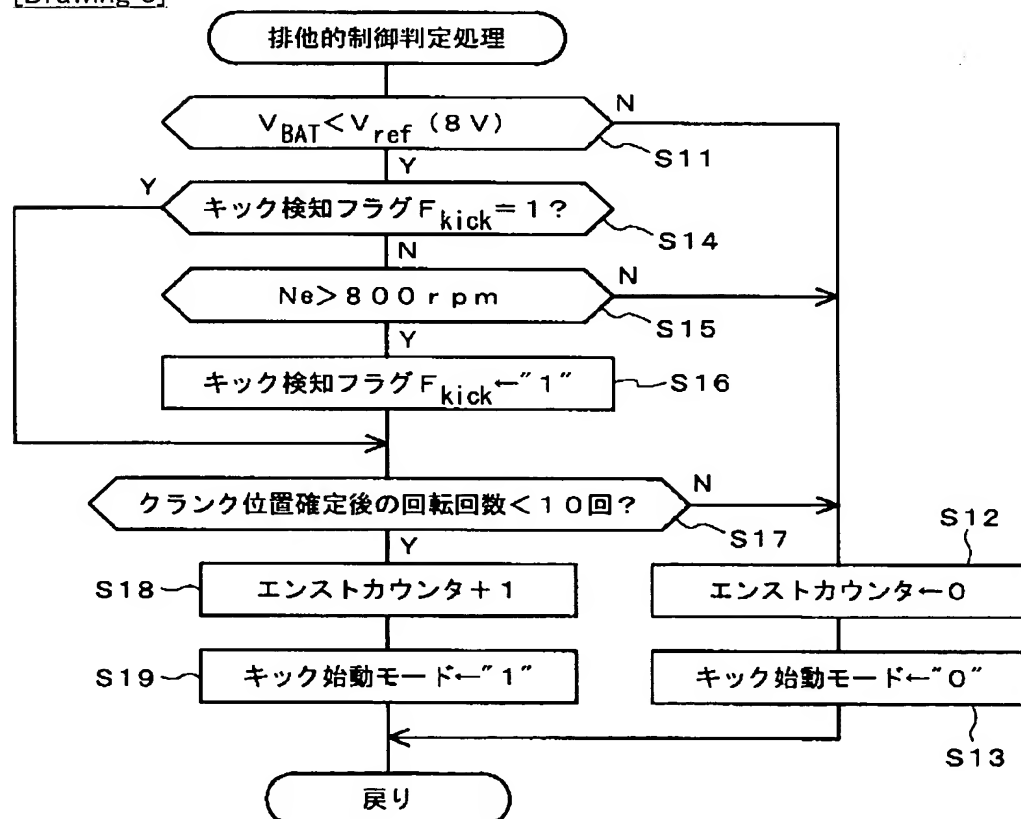 排他的制御判定処理
V_BAT<V_ref (8V)
N
S11
Y
Y
キック検知フラグF_kick=1?
S14
N
Ne>800rpm
N
S15
Y
キック検知フラグF_kick←"1"
S16
クランク位置確定後の回転回数<10回?
N
S17
Y
S12
S18
エンストカウンタ+1
エンストカウンタ←0
S19
キック始動モード←"1"
キック始動モード←"0"
S13
戻り